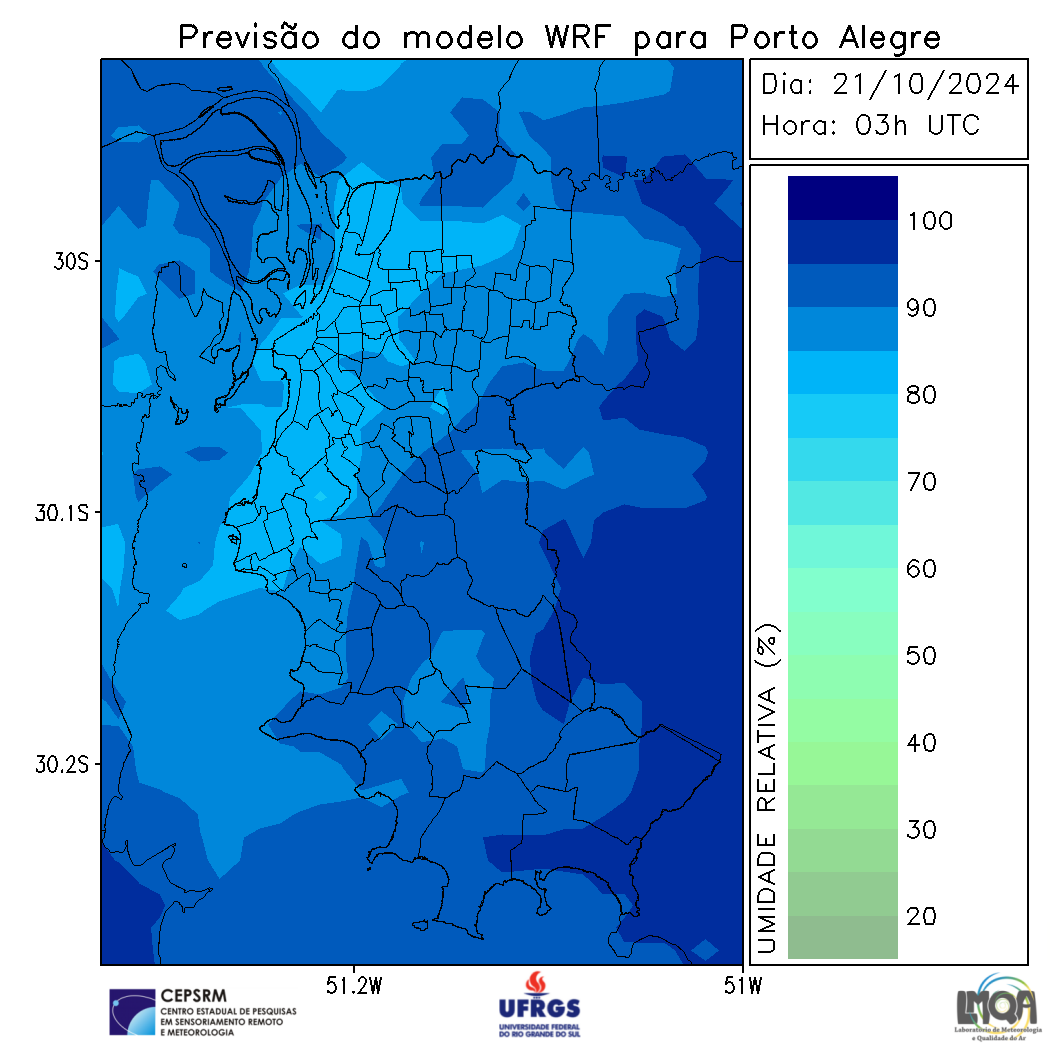 Previsão do modelo WRF para Porto Alegre
Dia: 21/10/2024
Hora: 03h UTC
30S
30.1S
30.2S
51.2W
51W
100
90
80
70
60
50
40
30
20
UMIDADE RELATIVA (%)
CEPSRM
CENTRO ESTADUAL DE PESQUISAS
EM SENSORIAMENTO REMOTO
E METEOROLOGIA
UFRGS
UNIVERSIDADE FEDERAL
DO RIO GRANDE DO SUL
LMQA
Laboratório de Meteorologia
e Qualidade do Ar